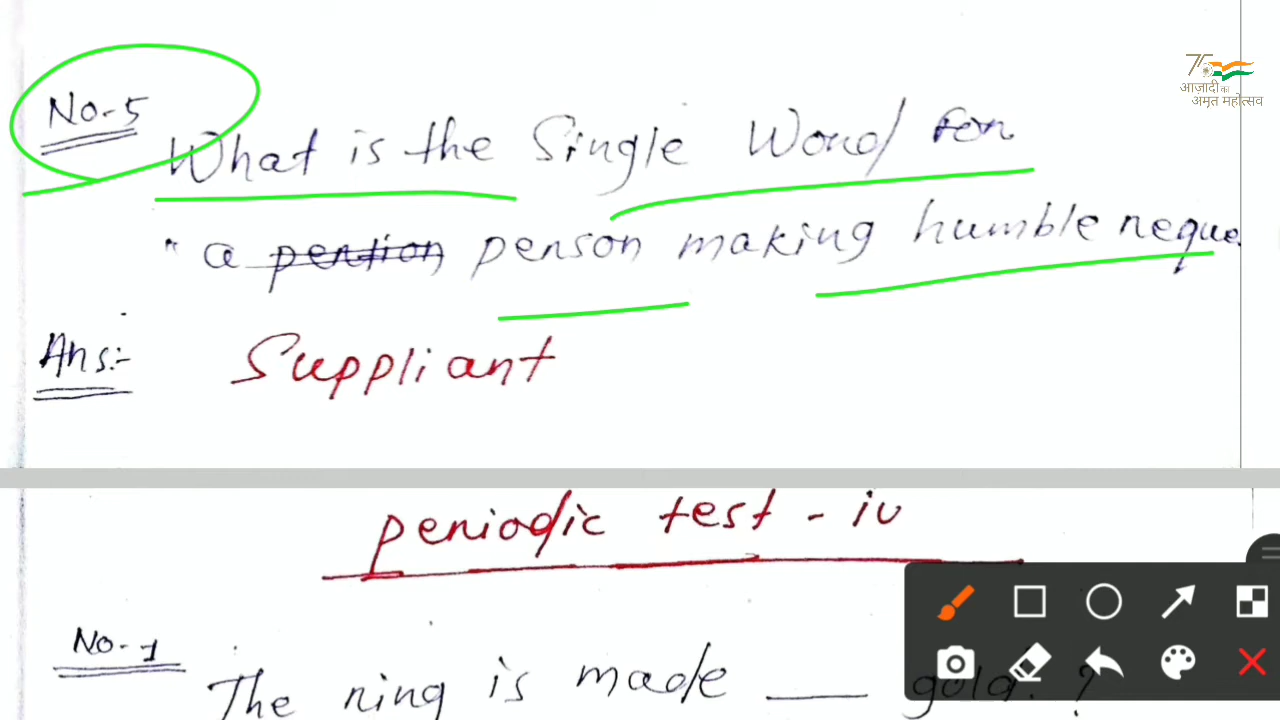 75
आज़ादी का
अमृत महोत्सव
No-5
What is the Single Word for
"a pertion person making humble reque
Ans:- Suppliant
periodic test - iv
No-1
The ring is made ___ gold. ?